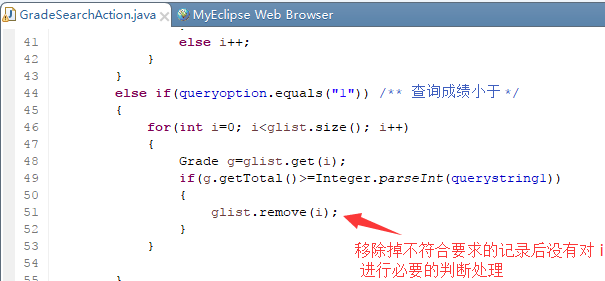 GradeSearchAction.java MyEclipse Web Browser
41 else i++;
42 }
43 }
44 else if(queryoption.equals("1")) /** 查询成绩小于 */
45 {
46 for(int i=0; i<glist.size(); i++)
47 {
48 Grade g=glist.get(i);
49 if(g.getTotal()>=Integer.parseInt(querystring1))
50 {
51 glist.remove(i);
52 }
53 }
移除掉不符合要求的记录后没有对 i
进行必要的判断处理
54
55 }